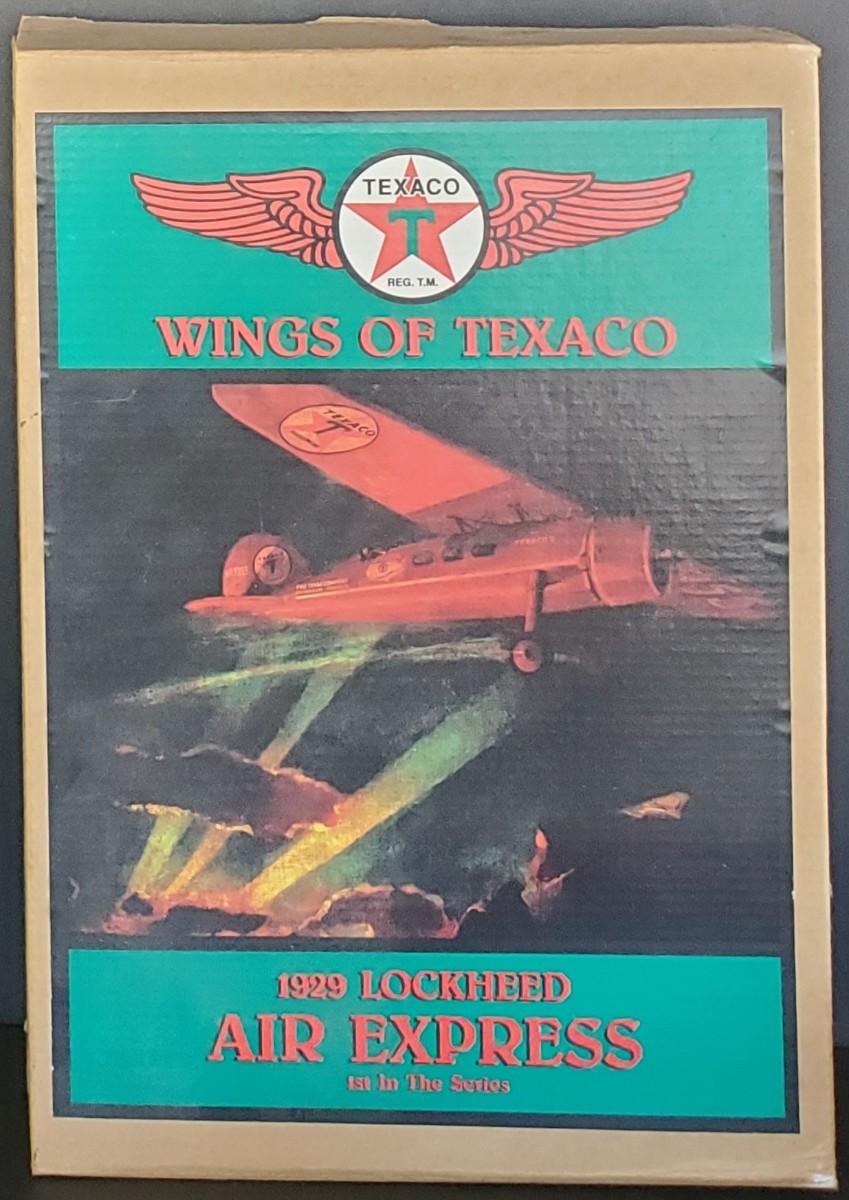 TEXACO
T
REG. T.M.
WINGS OF TEXACO
TEXACO
T
1929 LOCKHEED
AIR EXPRESS
1st In The Series